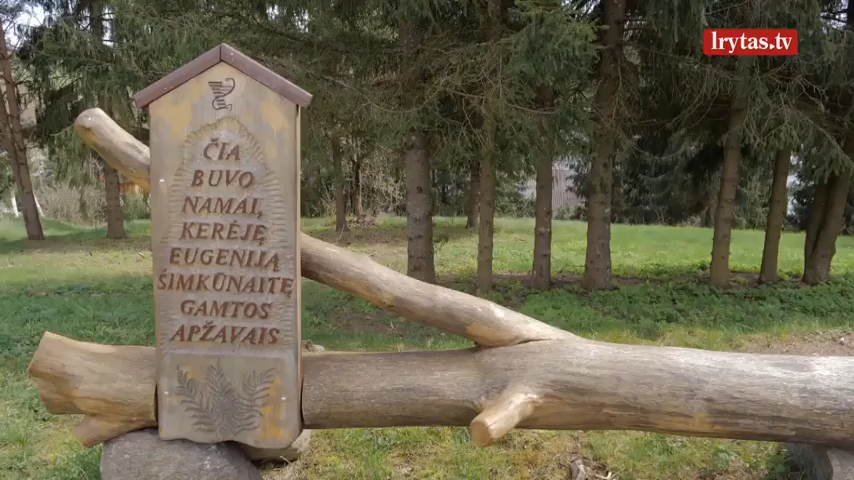 lrytas.tv
ČIA
BUVO
NAMAI,
KERĖJĘ
EUGENIJĄ
ŠIMKŪNAITĘ
GAMTOS
APŽAVAIS